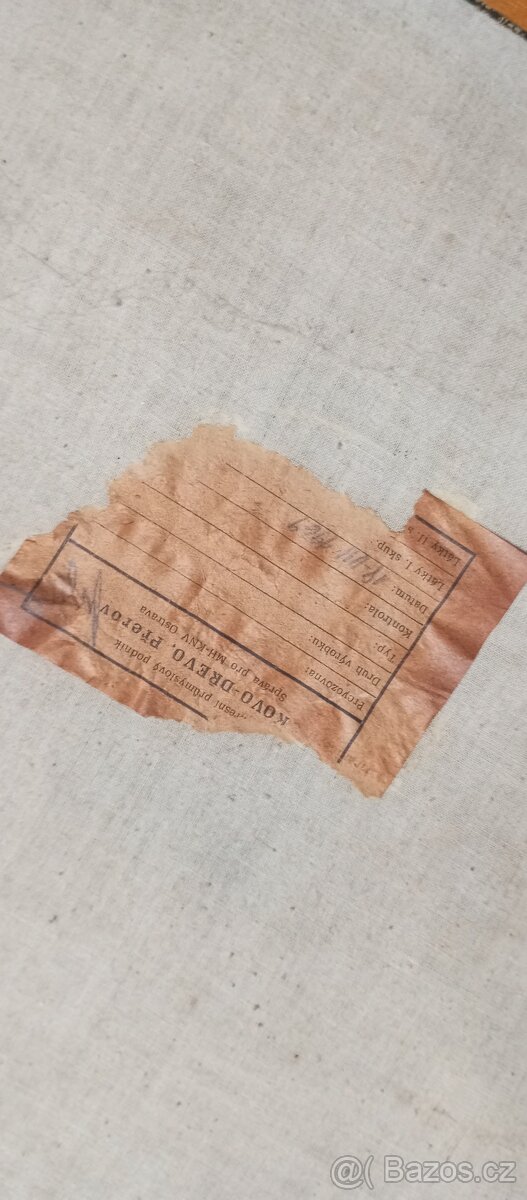 resní průmyslový podnik
KOVO-DŘEVO, Přerov
Správa pro MH-KNV Ostrava
Provozovna:
Druh výrobku:
Typ:
Kontrola:
Datum:
Látky I. skup.
Látky II. s
@( Bazos.cz